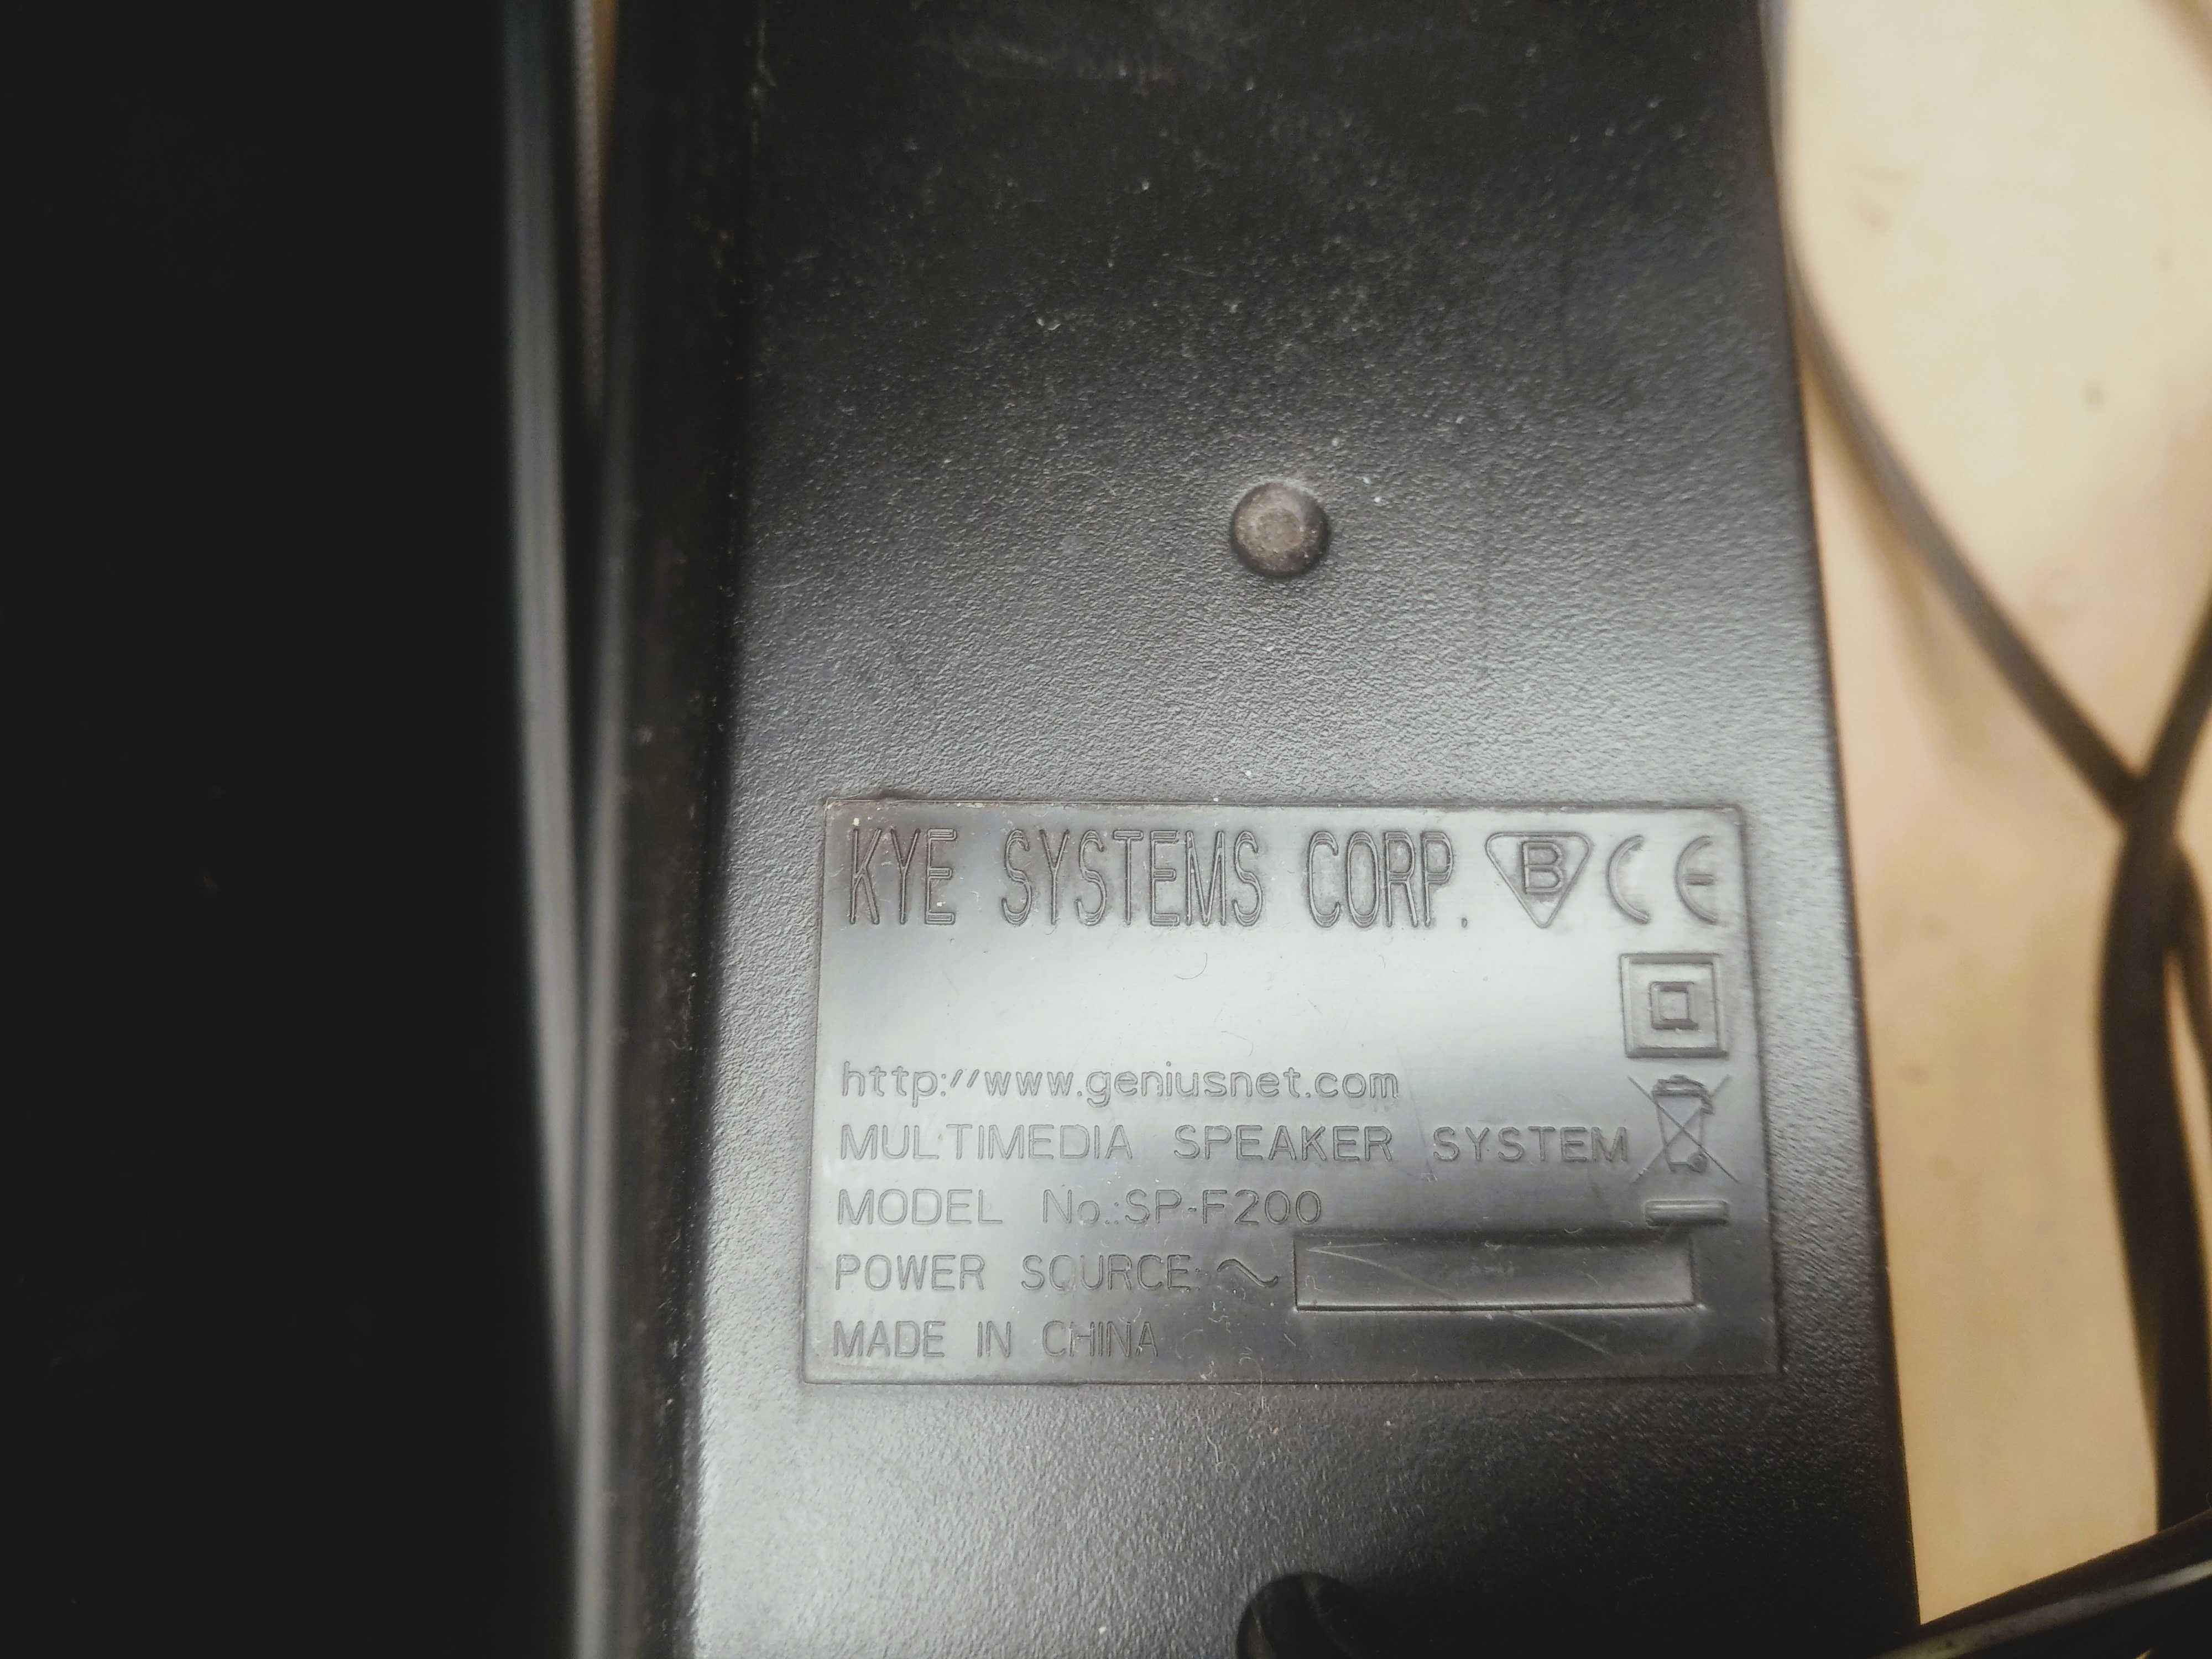 KYE SYSTEMS CORP. B CE
http://www.geniusnet.com
MULTIMEDIA SPEAKER SYSTEM
MODEL No.:SP-F200
POWER SOURCE: ~
MADE IN CHINA